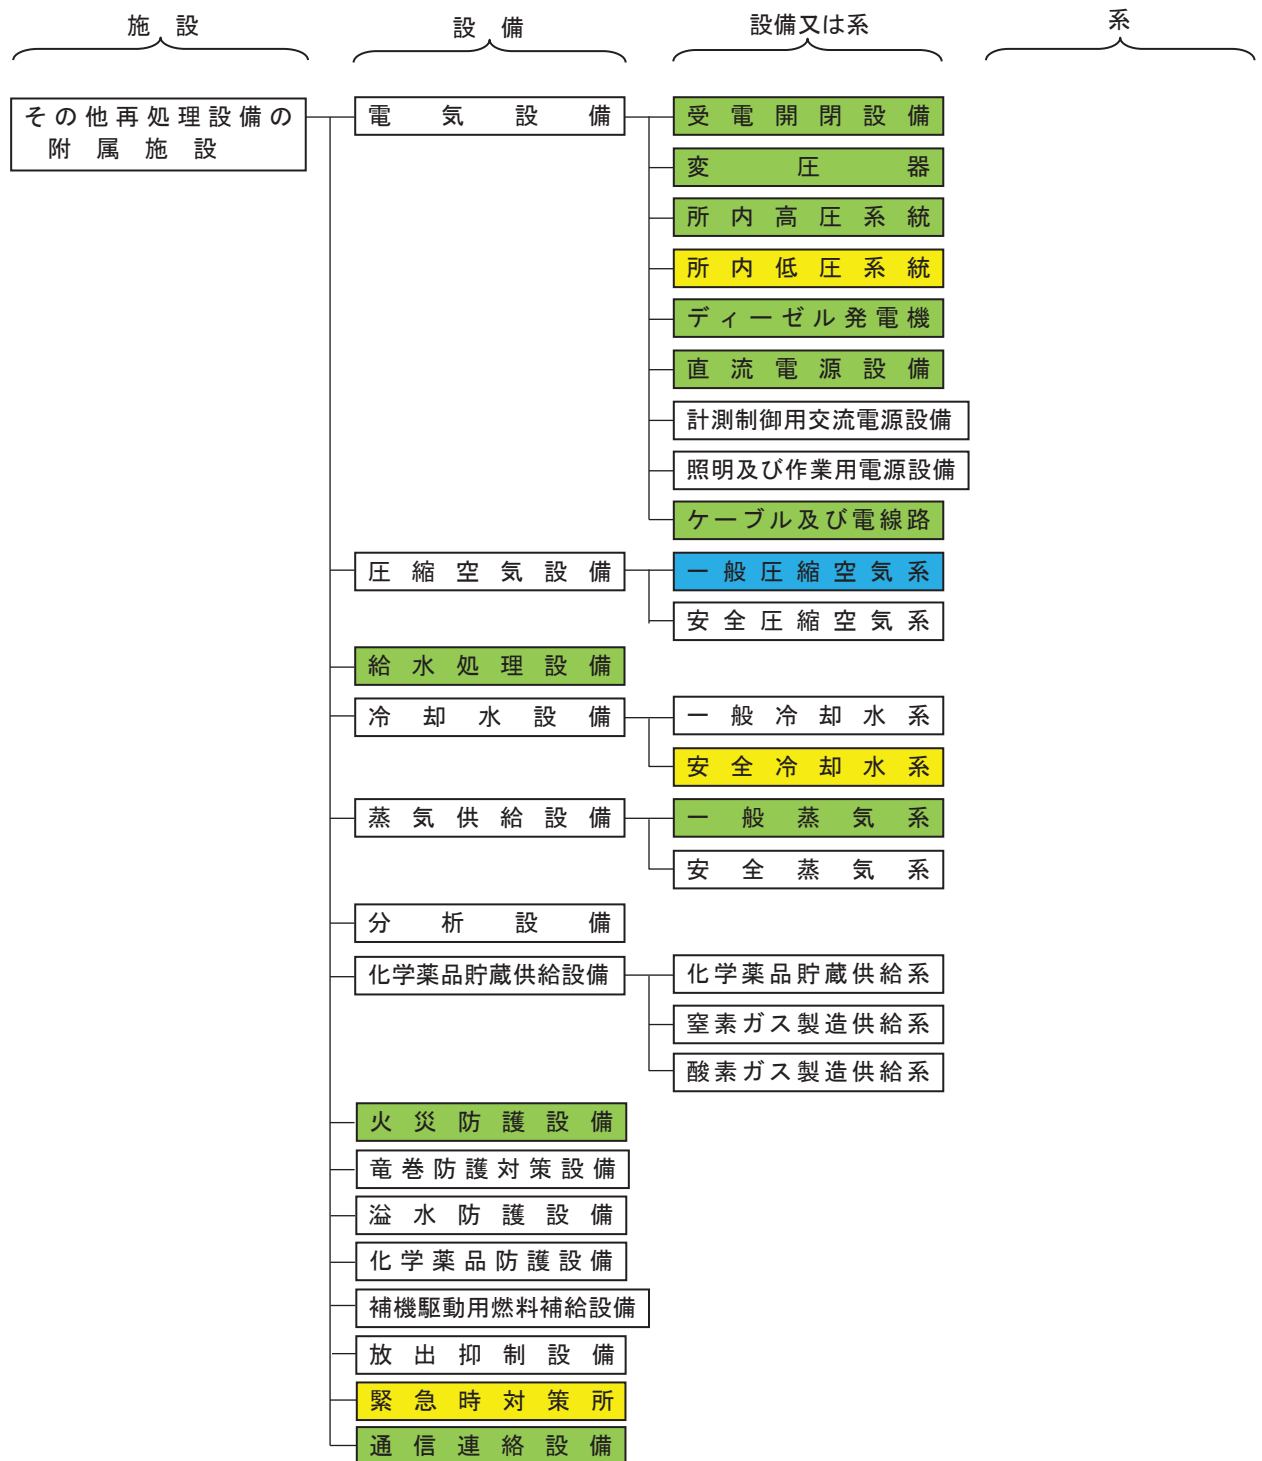 施設
設備
設備又は系
系
その他再処理設備の
附属施設
電気設備
受電開閉設備
変圧器
所内高圧系統
所内低圧系統
ディーゼル発電機
直流電源設備
計測制御用交流電源設備
照明及び作業用電源設備
ケーブル及び電線路
圧縮空気設備
一般圧縮空気系
安全圧縮空気系
給水処理設備
冷却水設備
一般冷却水系
安全冷却水系
蒸気供給設備
一般蒸気系
安全蒸気系
分析設備
化学薬品貯蔵供給設備
化学薬品貯蔵供給系
窒素ガス製造供給系
酸素ガス製造供給系
火災防護設備
竜巻防護対策設備
溢水防護設備
化学薬品防護設備
補機駆動用燃料補給設備
放出抑制設備
緊急時対策所
通信連絡設備